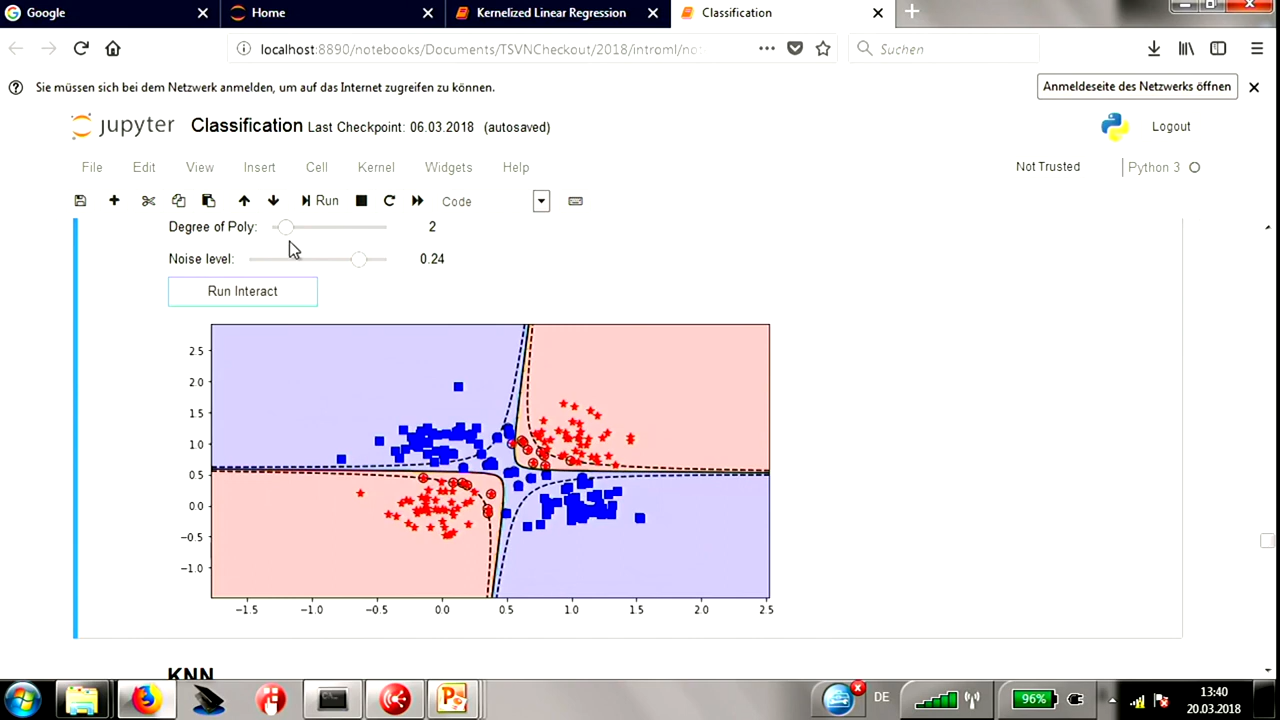 Google
Home
Kernelized Linear Regression
Classification
localhost:8890/notebooks/Documents/TSVNCheckout/2018/introml/no
Suchen
Sie müssen sich bei dem Netzwerk anmelden, um auf das Internet zugreifen zu können.
Anmeldeseite des Netzwerks öffnen
jupyter Classification Last Checkpoint: 06.03.2018 (autosaved)
Logout
File Edit View Insert Cell Kernel Widgets Help
Not Trusted
Python 3
Run
Code
Degree of Poly: 2
Noise level: 0.24
Run Interact
2.5
2.0
1.5
1.0
0.5
0.0
−0.5
−1.0
−1.5 −1.0 −0.5 0.0 0.5 1.0 1.5 2.0 2.5
KNN
DE
96%
13:40
20.03.2018